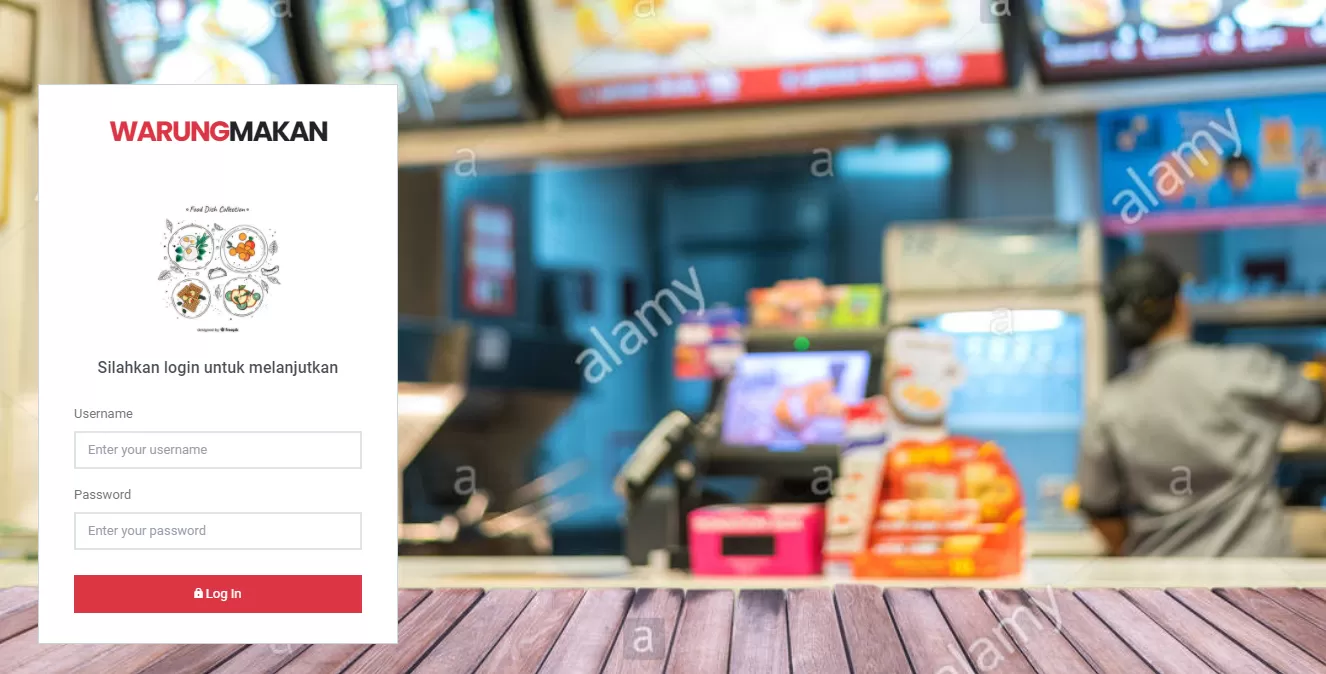 WARUNGMAKAN
Food Dish Collection
designed by freepik
Silahkan login untuk melanjutkan
Username
Enter your username
Password
Enter your password
Log In
alamy
alamy
alamy
a
a
a
a
a
a
a
a
a